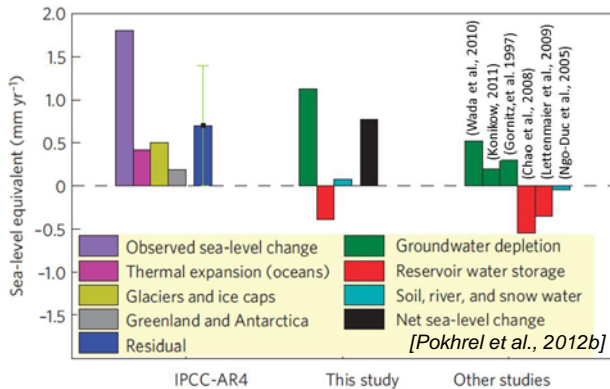 2.0
1.5
1.0
0.5
0
−0.5
−1.0
−1.5
Sea-level equivalent (mm yr⁻¹)
(Wada et al., 2010)
(Konikow, 2011)
(Gornitz,et al. 1997)
(Chao et al., 2008)
(Lettenmaier et al., 2009)
(Ngo-Duc et al., 2005)
Observed sea-level change
Thermal expansion (oceans)
Glaciers and ice caps
Greenland and Antarctica
Residual
Groundwater depletion
Reservoir water storage
Soil, river, and snow water
Net sea-level change
[Pokhrel et al., 2012b]
IPCC-AR4 This study Other studies